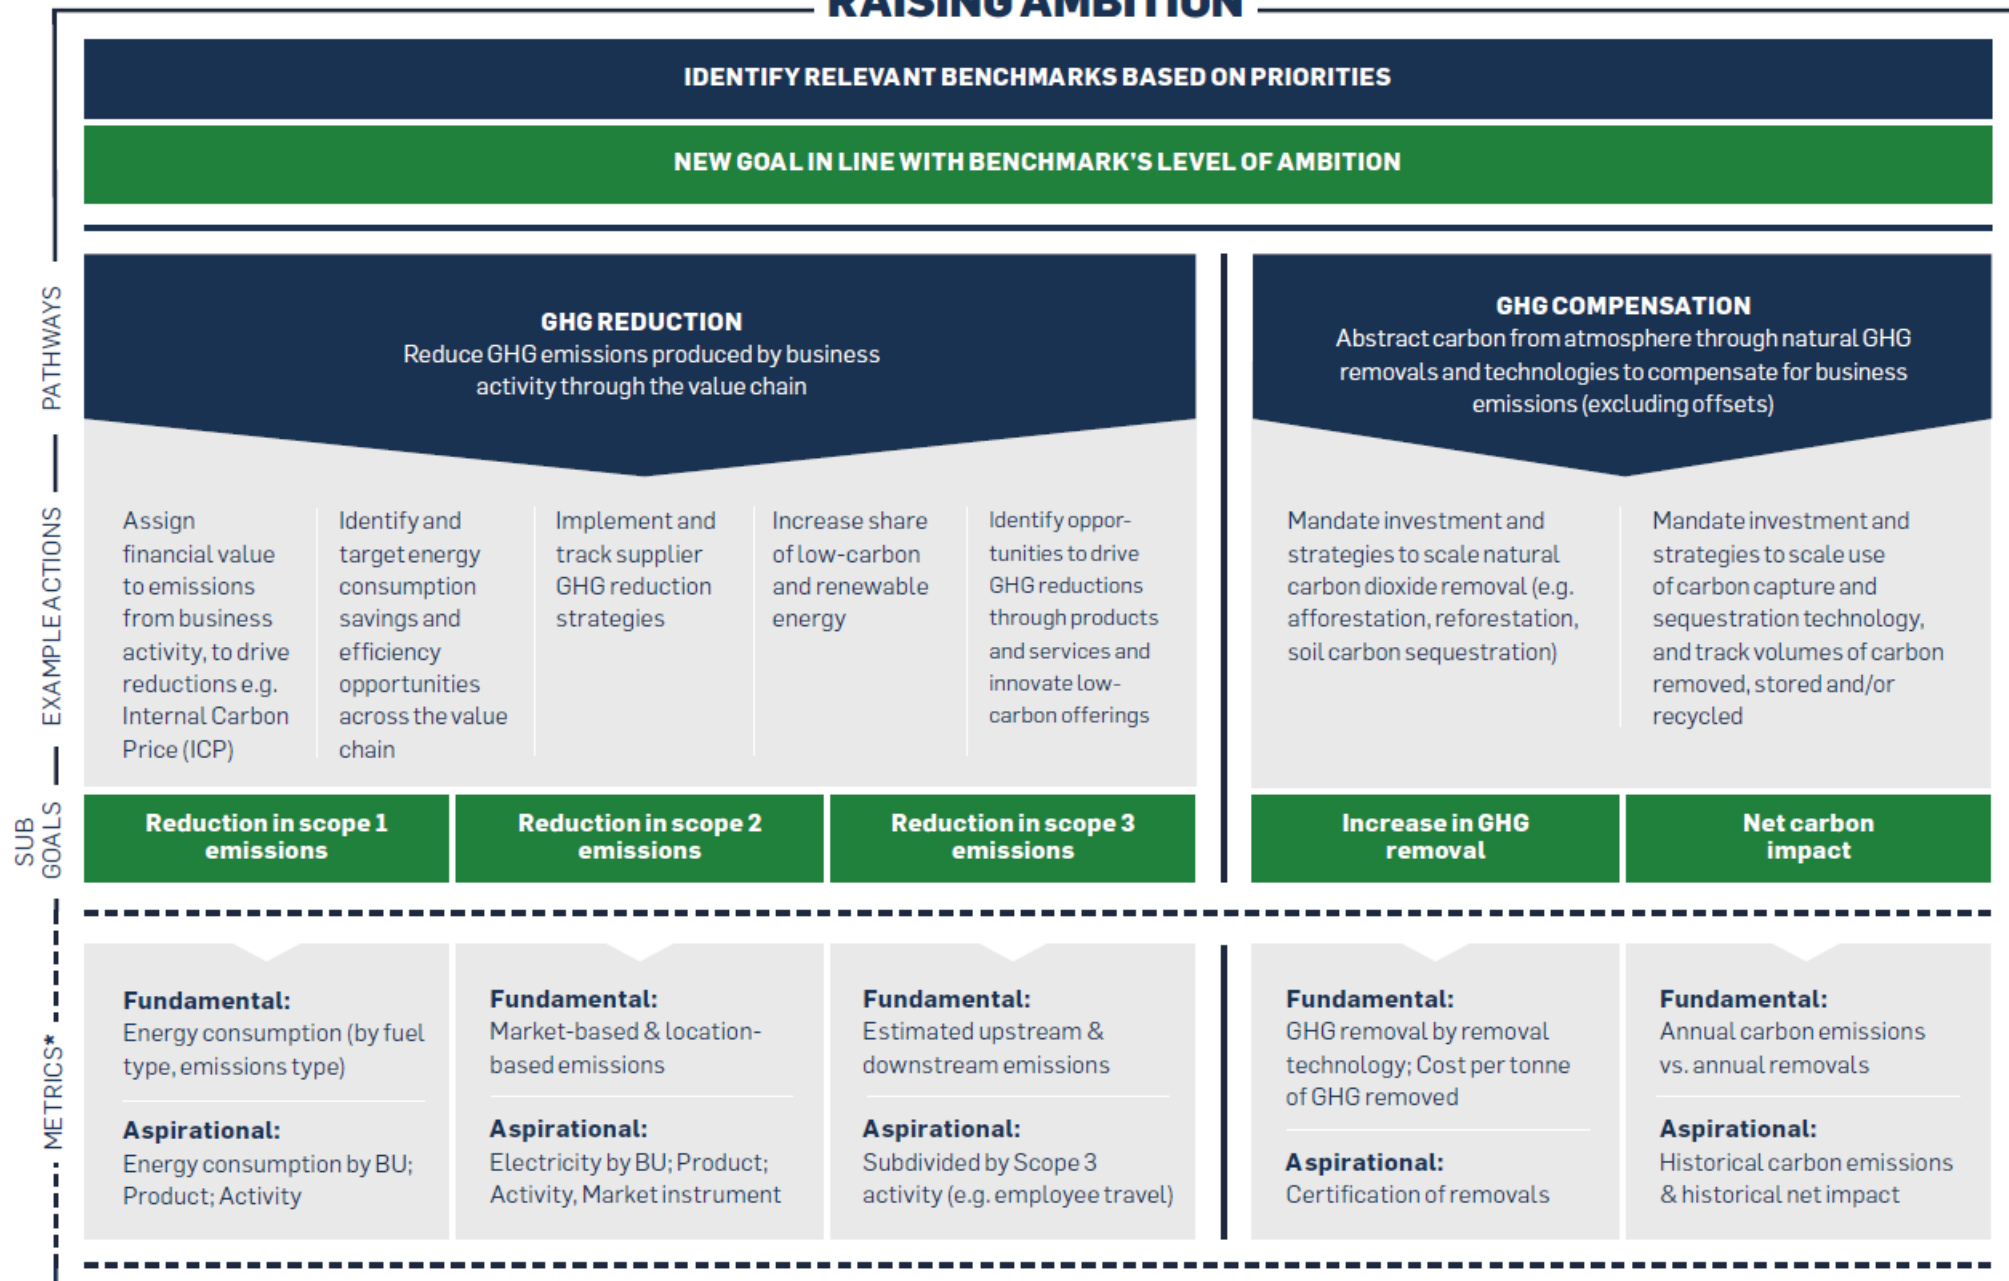 RAISING AMBITION
IDENTIFY RELEVANT BENCHMARKS BASED ON PRIORITIES
NEW GOAL IN LINE WITH BENCHMARK'S LEVEL OF AMBITION
PATHWAYS
GHG REDUCTION
Reduce GHG emissions produced by business
activity through the value chain
GHG COMPENSATION
Abstract carbon from atmosphere through natural GHG
removals and technologies to compensate for business
emissions (excluding offsets)
EXAMPLE ACTIONS
Assign
financial value
to emissions
from business
activity, to drive
reductions e.g.
Internal Carbon
Price (ICP)
Identify and
target energy
consumption
savings and
efficiency
opportunities
across the value
chain
Implement and
track supplier
GHG reduction
strategies
Increase share
of low-carbon
and renewable
energy
Identify oppor-
tunities to drive
GHG reductions
through products
and services and
innovate low-
carbon offerings
Mandate investment and
strategies to scale natural
carbon dioxide removal (e.g.
afforestation, reforestation,
soil carbon sequestration)
Mandate investment and
strategies to scale use
of carbon capture and
sequestration technology,
and track volumes of carbon
removed, stored and/or
recycled
SUB
GOALS
Reduction in scope 1
emissions
Reduction in scope 2
emissions
Reduction in scope 3
emissions
Increase in GHG
removal
Net carbon
impact
METRICS*
Fundamental:
Energy consumption (by fuel
type, emissions type)
Aspirational:
Energy consumption by BU;
Product; Activity
Fundamental:
Market-based & location-
based emissions
Aspirational:
Electricity by BU; Product;
Activity, Market instrument
Fundamental:
Estimated upstream &
downstream emissions
Aspirational:
Subdivided by Scope 3
activity (e.g. employee travel)
Fundamental:
GHG removal by removal
technology; Cost per tonne
of GHG removed
Aspirational:
Certification of removals
Fundamental:
Annual carbon emissions
vs. annual removals
Aspirational:
Historical carbon emissions
& historical net impact